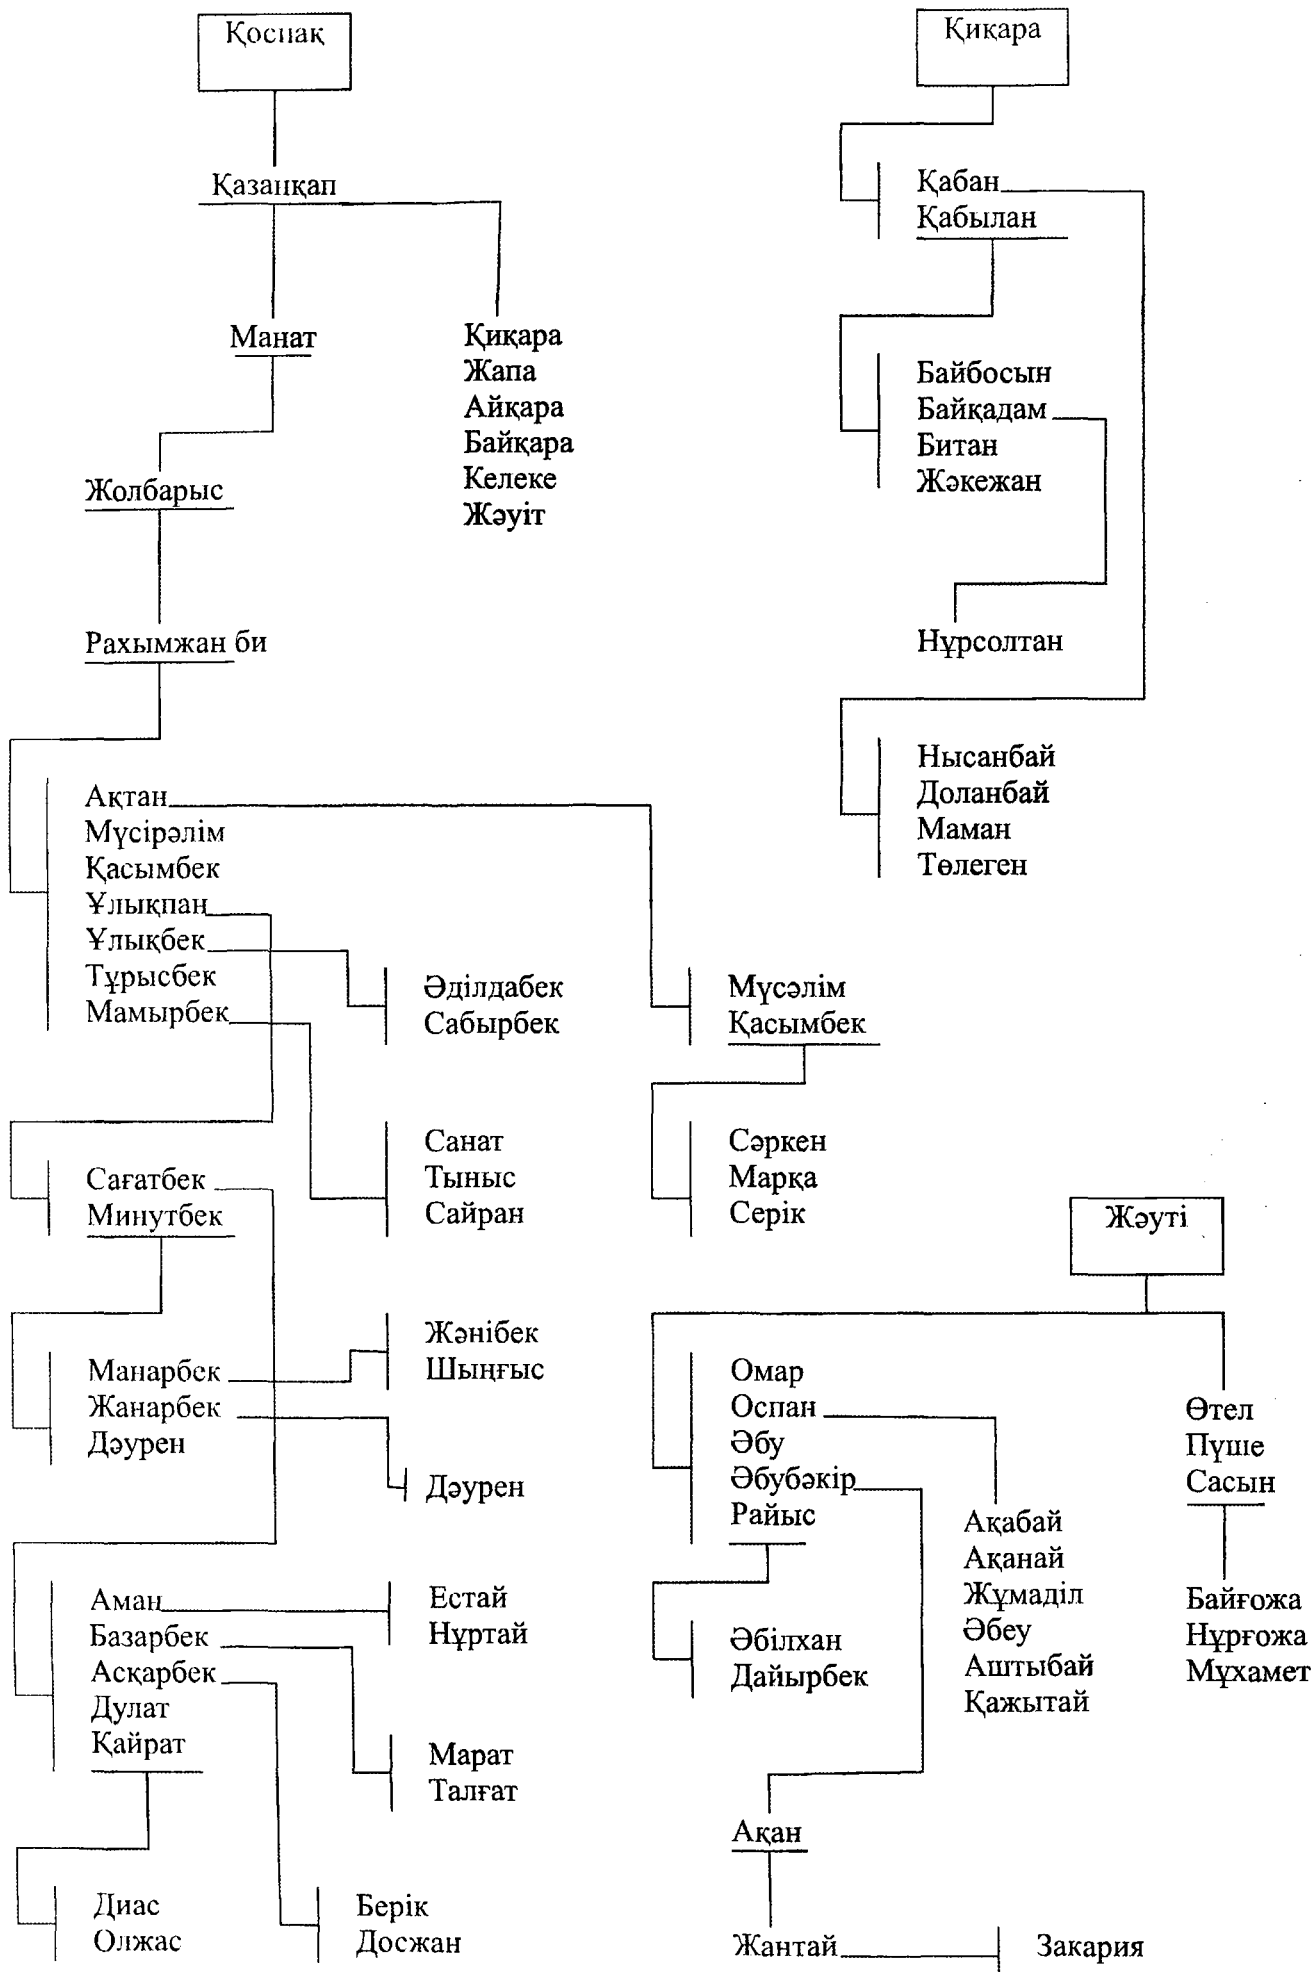 Қоспақ
Қазанқап
Манат
Қиқара
Жапа
Айқара
Байқара
Келеке
Жәуіт
Жолбарыс
Рахымжан би
Ақтан
Мүсірәлім
Қасымбек
Ұлықпан
Ұлықбек
Тұрысбек
Мамырбек
Әділдабек
Сабырбек
Мүсәлім
Қасымбек
Санат
Тыныс
Сайран
Сәркен
Марқа
Серік
Сағатбек
Минутбек
Манарбек
Жанарбек
Дәурен
Жәнібек
Шыңғыс
Дәурен
Аман
Базарбек
Асқарбек
Дулат
Қайрат
Естай
Нұртай
Марат
Талғат
Диас
Олжас
Берік
Досжан
Қиқара
Қабан
Қабылан
Байбосын
Байқадам
Битан
Жәкежан
Нұрсолтан
Нысанбай
Доланбай
Маман
Төлеген
Жәуті
Омар
Оспан
Әбу
Әбубәкір
Райыс
Өтел
Пүше
Сасын
Ақабай
Ақанай
Жұмаділ
Әбеу
Аштыбай
Қажытай
Байғожа
Нұрғожа
Мұхамет
Әбілхан
Дайырбек
Ақан
Жантай
Закария